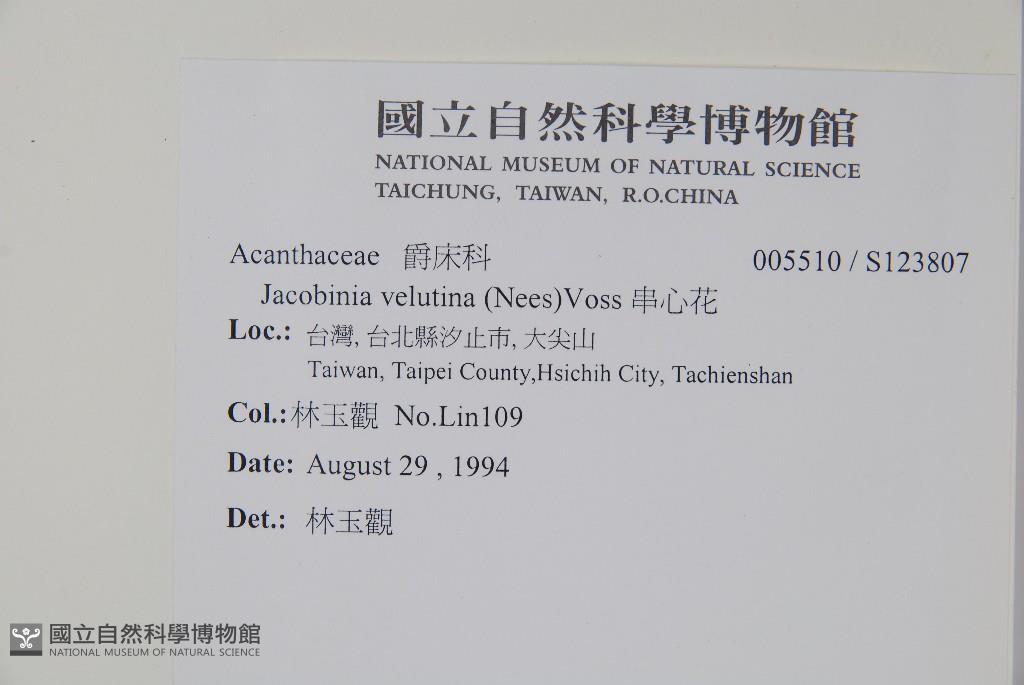 國立自然科學博物館
NATIONAL MUSEUM OF NATURAL SCIENCE
TAICHUNG, TAIWAN, R.O.CHINA
Acanthaceae 爵床科 005510 / S123807
Jacobinia velutina (Nees)Voss 串心花
Loc.: 台灣, 台北縣汐止市, 大尖山
Taiwan, Taipei County,Hsichih City, Tachienshan
Col.:林玉觀 No.Lin109
Date: August 29 , 1994
Det.: 林玉觀
國立自然科學博物館
NATIONAL MUSEUM OF NATURAL SCIENCE